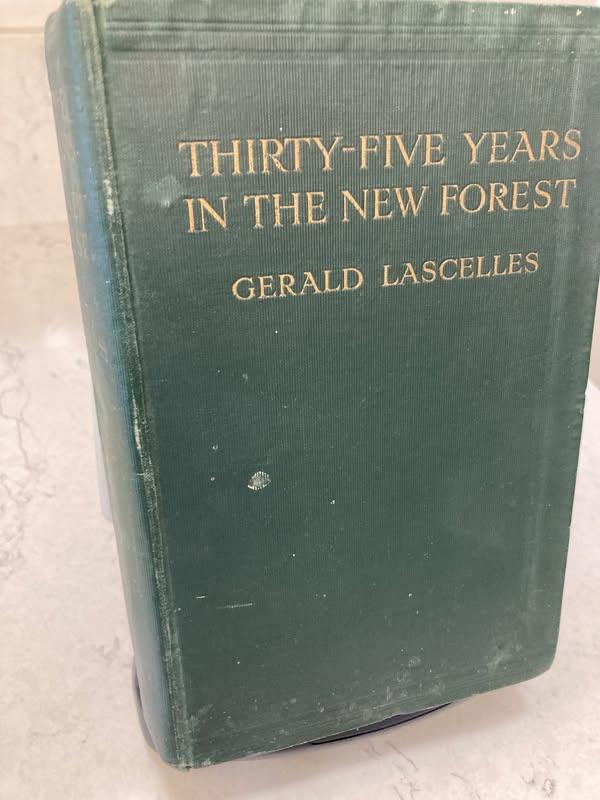 THIRTY-FIVE YEARS
IN THE NEW FOREST
GERALD LASCELLES